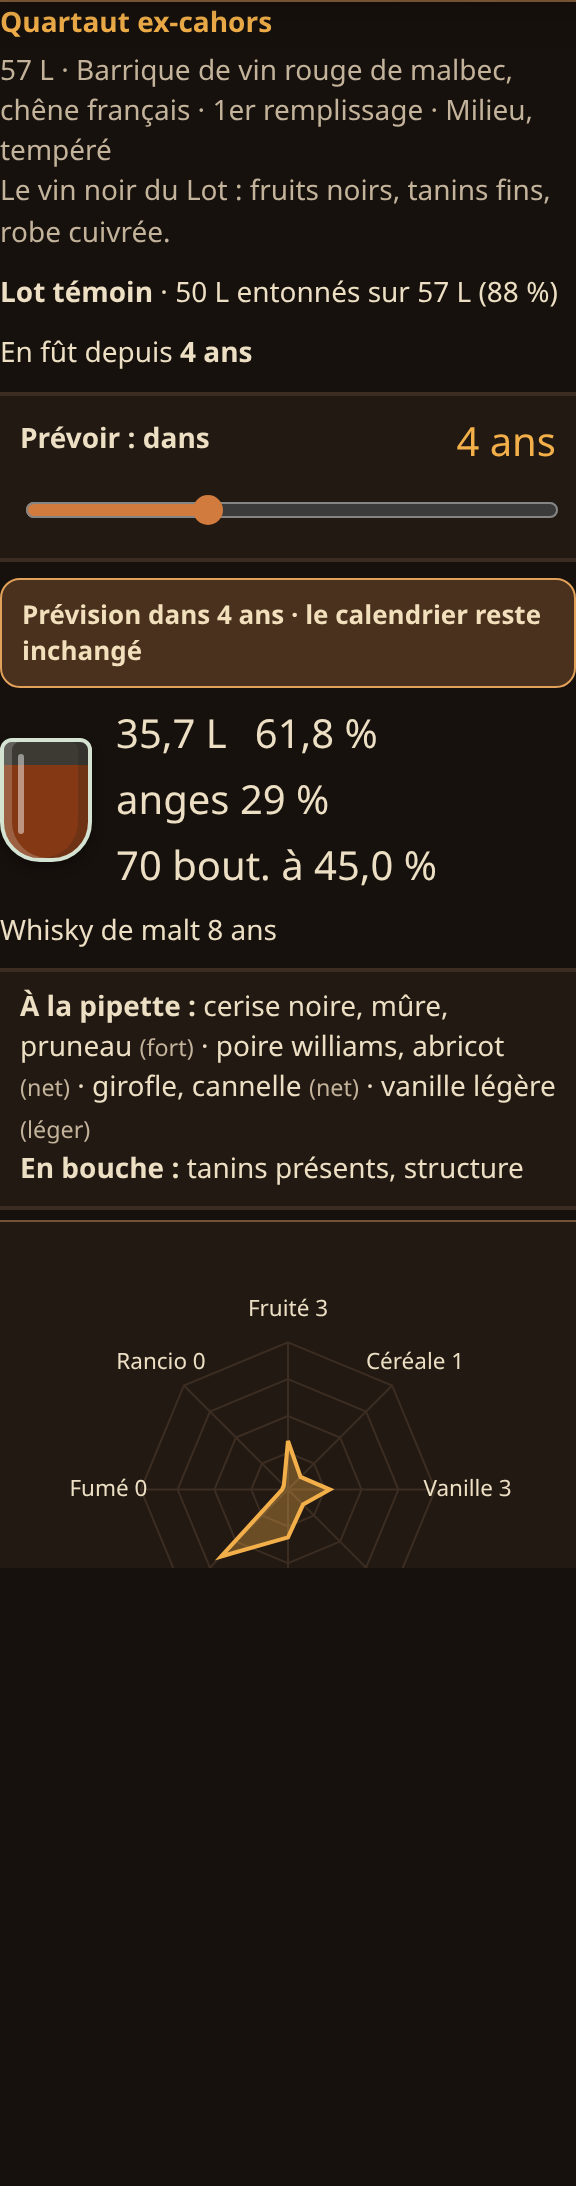 Quartaut ex-cahors
57 L · Barrique de vin rouge de malbec,
chêne français · 1er remplissage · Milieu,
tempéré
Le vin noir du Lot : fruits noirs, tanins fins,
robe cuivrée.
Lot témoin · 50 L entonnés sur 57 L (88 %)
En fût depuis 4 ans
Prévoir : dans 4 ans
Prévision dans 4 ans · le calendrier reste
inchangé
35,7 L 61,8 %
anges 29 %
70 bout. à 45,0 %
Whisky de malt 8 ans
À la pipette : cerise noire, mûre,
pruneau (fort) · poire williams, abricot
(net) · girofle, cannelle (net) · vanille légère
(léger)
En bouche : tanins présents, structure
Fruité 3
Rancio 0 Céréale 1
Fumé 0 Vanille 3